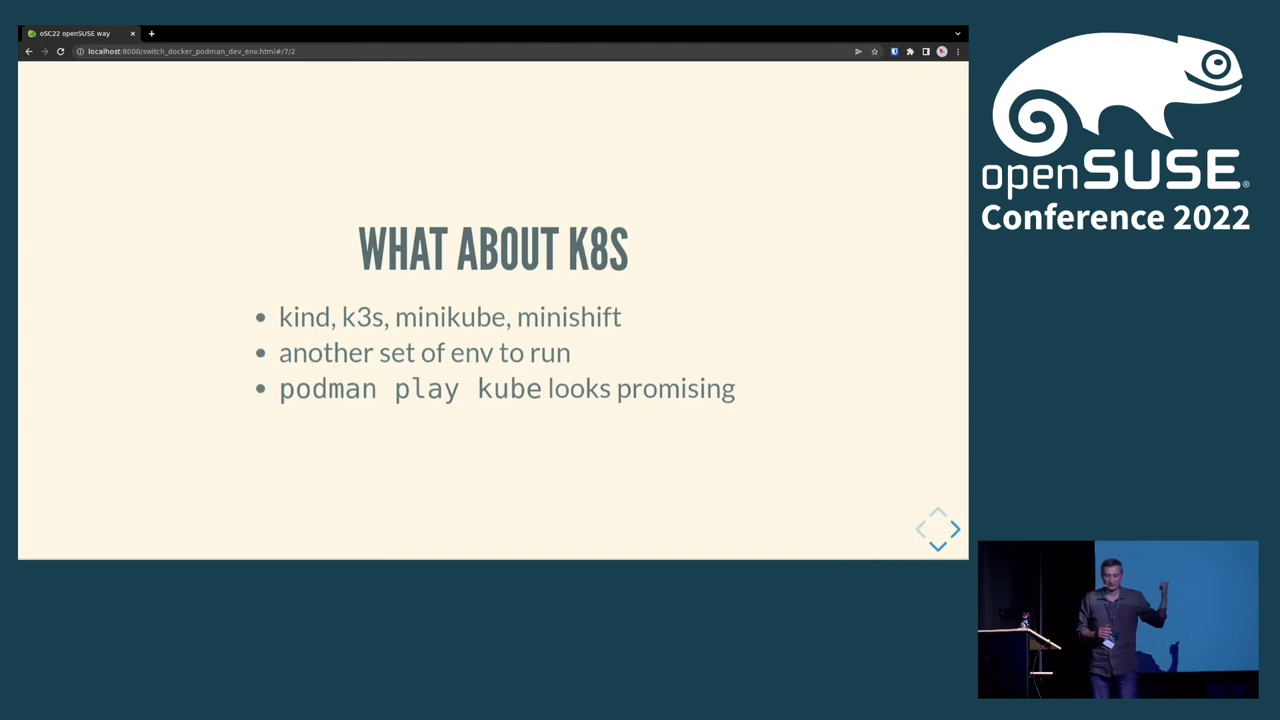 oSC22 openSUSE way
localhost:8000/switch_docker_podman_dev_env.html#/7/2
WHAT ABOUT K8S
kind, k3s, minikube, minishift
another set of env to run
podman play kube looks promising
openSUSE®
Conference 2022